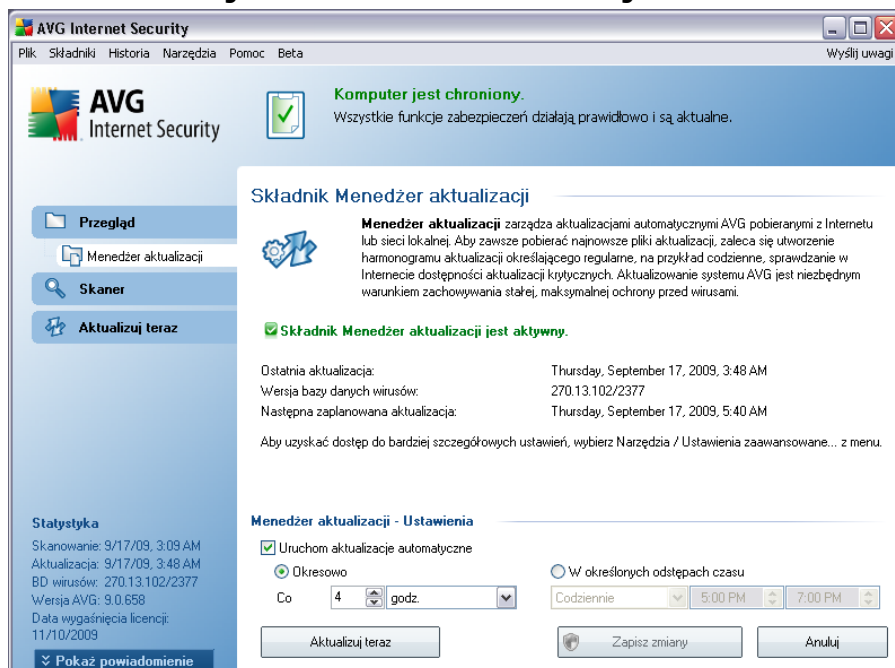 AVG Internet Security
Plik Składniki Historia Narzędzia Pomoc Beta Wyślij uwagi
AVG
Internet Security
Komputer jest chroniony.
Wszystkie funkcje zabezpieczeń działają prawidłowo i są aktualne.
Przegląd
Menedżer aktualizacji
Skaner
Aktualizuj teraz
Składnik Menedżer aktualizacji
Menedżer aktualizacji zarządza aktualizacjami automatycznymi AVG pobieranymi z Internetu
lub sieci lokalnej. Aby zawsze pobierać najnowsze pliki aktualizacji, zaleca się utworzenie
harmonogramu aktualizacji określającego regularne, na przykład codzienne, sprawdzanie w
Internecie dostępności aktualizacji krytycznych. Aktualizowanie systemu AVG jest niezbędnym
warunkiem zachowywania stałej, maksymalnej ochrony przed wirusami.
Składnik Menedżer aktualizacji jest aktywny.
Ostatnia aktualizacja: Thursday, September 17, 2009, 3:48 AM
Wersja bazy danych wirusów: 270.13.102/2377
Następna zaplanowana aktualizacja: Thursday, September 17, 2009, 5:40 AM
Aby uzyskać dostęp do bardziej szczegółowych ustawień, wybierz Narzędzia / Ustawienia zaawansowane... z menu.
Menedżer aktualizacji - Ustawienia
Uruchom aktualizacje automatyczne
Okresowo W określonych odstępach czasu
Co 4 godz. Codziennie 5:00 PM 7:00 PM
Aktualizuj teraz Zapisz zmiany Anuluj
Statystyka
Skanowanie: 9/17/09, 3:09 AM
Aktualizacja: 9/17/09, 3:48 AM
BD wirusów: 270.13.102/2377
Wersja AVG: 9.0.658
Data wygaśnięcia licencji:
11/10/2009
Pokaż powiadomienie